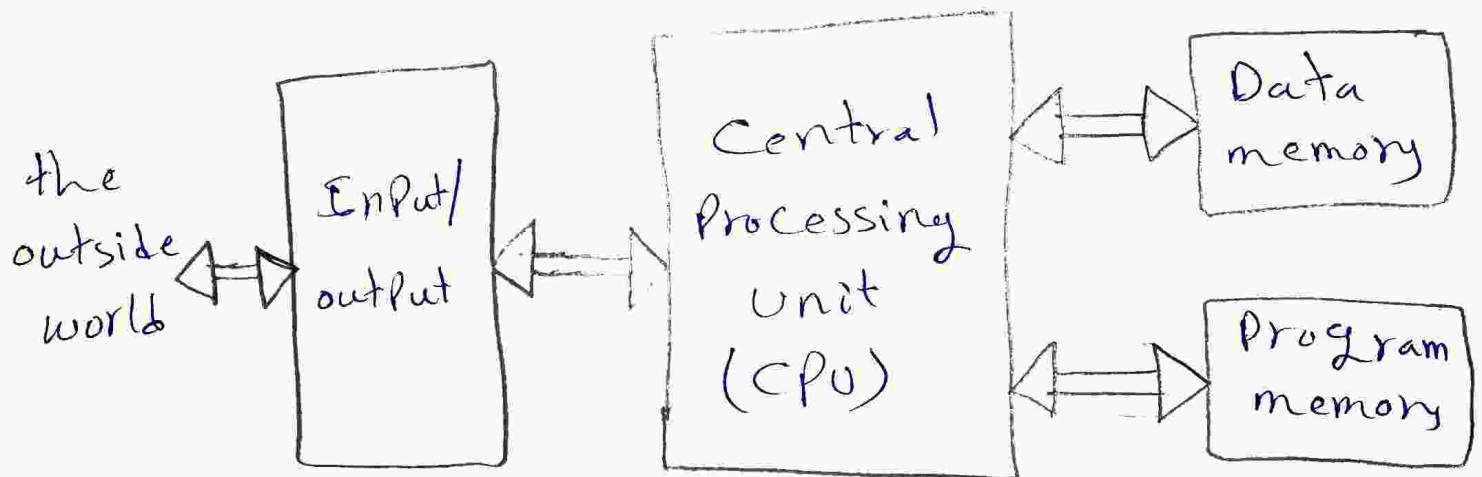 the
outside
world
Input/
output
Central
Processing
unit
(CPU)
Data
memory
Program
memory